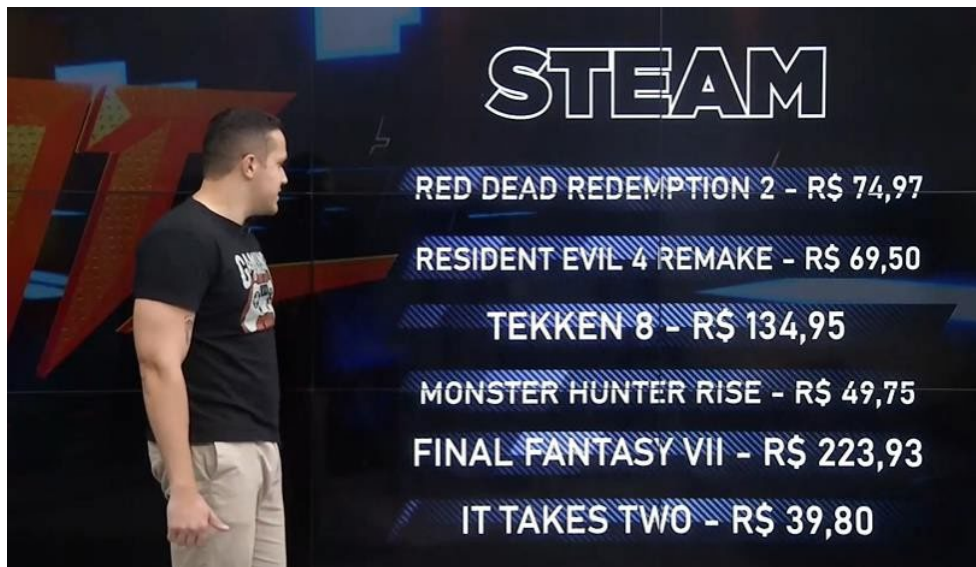 STEAM
RED DEAD REDEMPTION 2 - R$ 74,97
RESIDENT EVIL 4 REMAKE - R$ 69,50
TEKKEN 8 - R$ 134,95
MONSTER HUNTER RISE - R$ 49,75
FINAL FANTASY VII - R$ 223,93
IT TAKES TWO - R$ 39,80